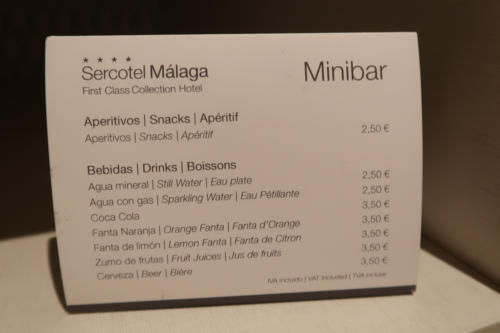 ★ ★ ★ ★
Sercotel Málaga Minibar
First Class Collection Hotel
Aperitivos | Snacks | Apéritif
Aperitivos | Snacks | Apéritif 2,50 €
Bebidas | Drinks | Boissons
Agua mineral | Still Water | Eau plate 2,50 €
Agua con gas | Sparkling Water | Eau Pétillante 2,50 €
Coca Cola 3,50 €
Fanta Naranja | Orange Fanta | Fanta d'Orange 3,50 €
Fanta de limón | Lemon Fanta | Fanta de Citron 3,50 €
Zumo de frutas | Fruit Juices | Jus de fruits 3,50 €
Cerveza | Beer | Bière 3,50 €
IVA incluido | VAT Included | TVA incluse